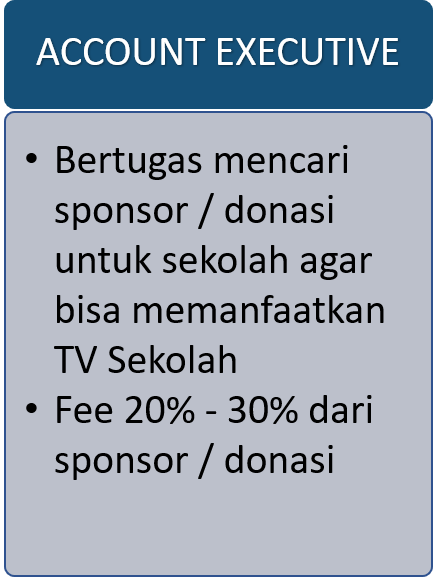 ACCOUNT EXECUTIVE
• Bertugas mencari
sponsor / donasi
untuk sekolah agar
bisa memanfaatkan
TV Sekolah
• Fee 20% - 30% dari
sponsor / donasi